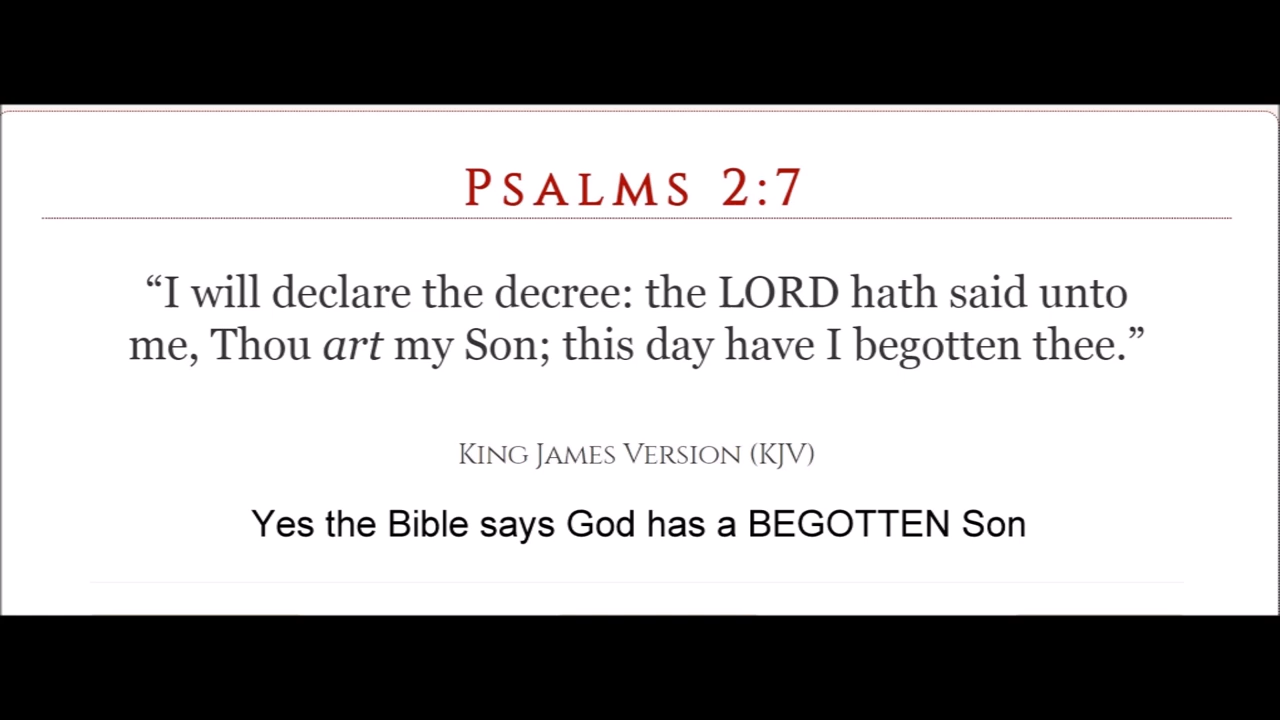 Psalms 2:7
“I will declare the decree: the LORD hath said unto
me, Thou art my Son; this day have I begotten thee.”
King James Version (KJV)
Yes the Bible says God has a BEGOTTEN Son